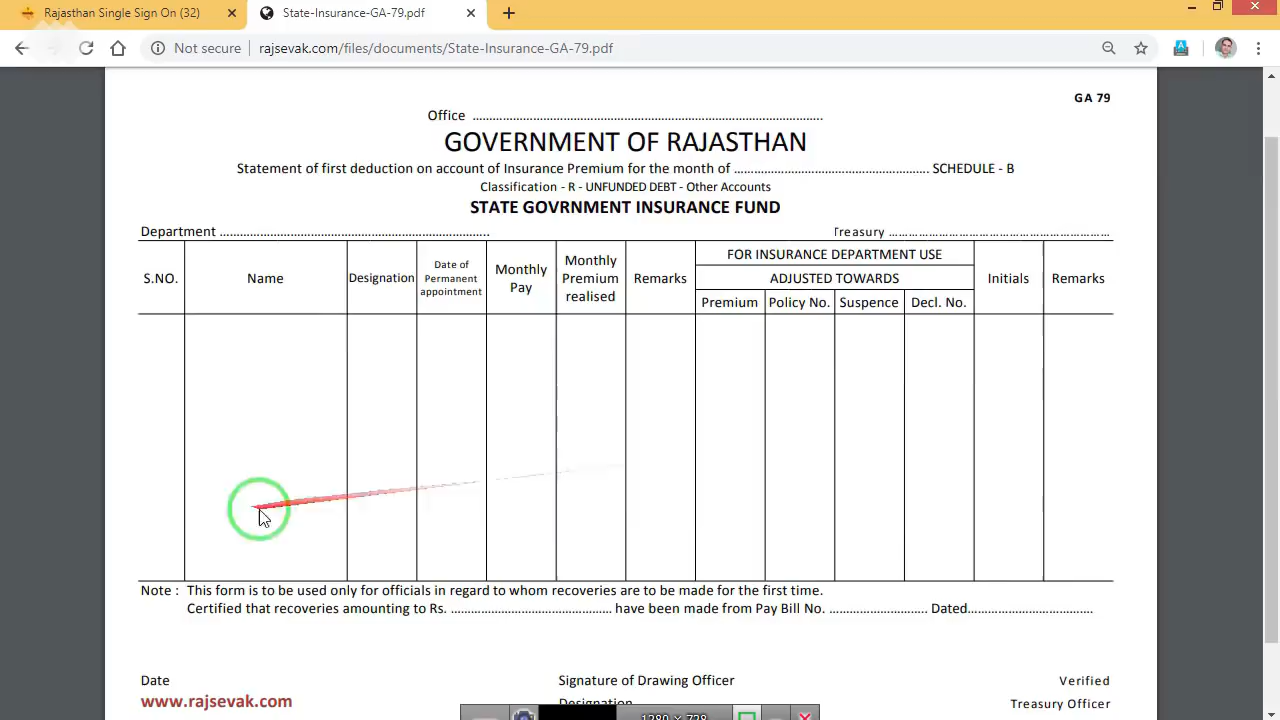 Rajasthan Single Sign On (32)
State-Insurance-GA-79.pdf
Not secure
rajsevak.com/files/documents/State-Insurance-GA-79.pdf
GA 79
Office ....................................................................................................
GOVERNMENT OF RAJASTHAN
Statement of first deduction on account of Insurance Premium for the month of ........................................................ SCHEDULE - B
Classification - R - UNFUNDED DEBT - Other Accounts
STATE GOVRNMENT INSURANCE FUND
Department ................................................................................
Treasury ................................................................
S.NO.
Name
Designation
Date of
Permanent
appointment
Monthly
Pay
Monthly
Premium
realised
Remarks
FOR INSURANCE DEPARTMENT USE
ADJUSTED TOWARDS
Premium
Policy No.
Suspence
Decl. No.
Initials
Remarks
Note : This form is to be used only for officials in regard to whom recoveries are to be made for the first time.
Certified that recoveries amounting to Rs. ............................................... have been made from Pay Bill No. ............................. Dated.....................................
Date
Signature of Drawing Officer
Verified
www.rajsevak.com
Designation
Treasury Officer
1280 x 728